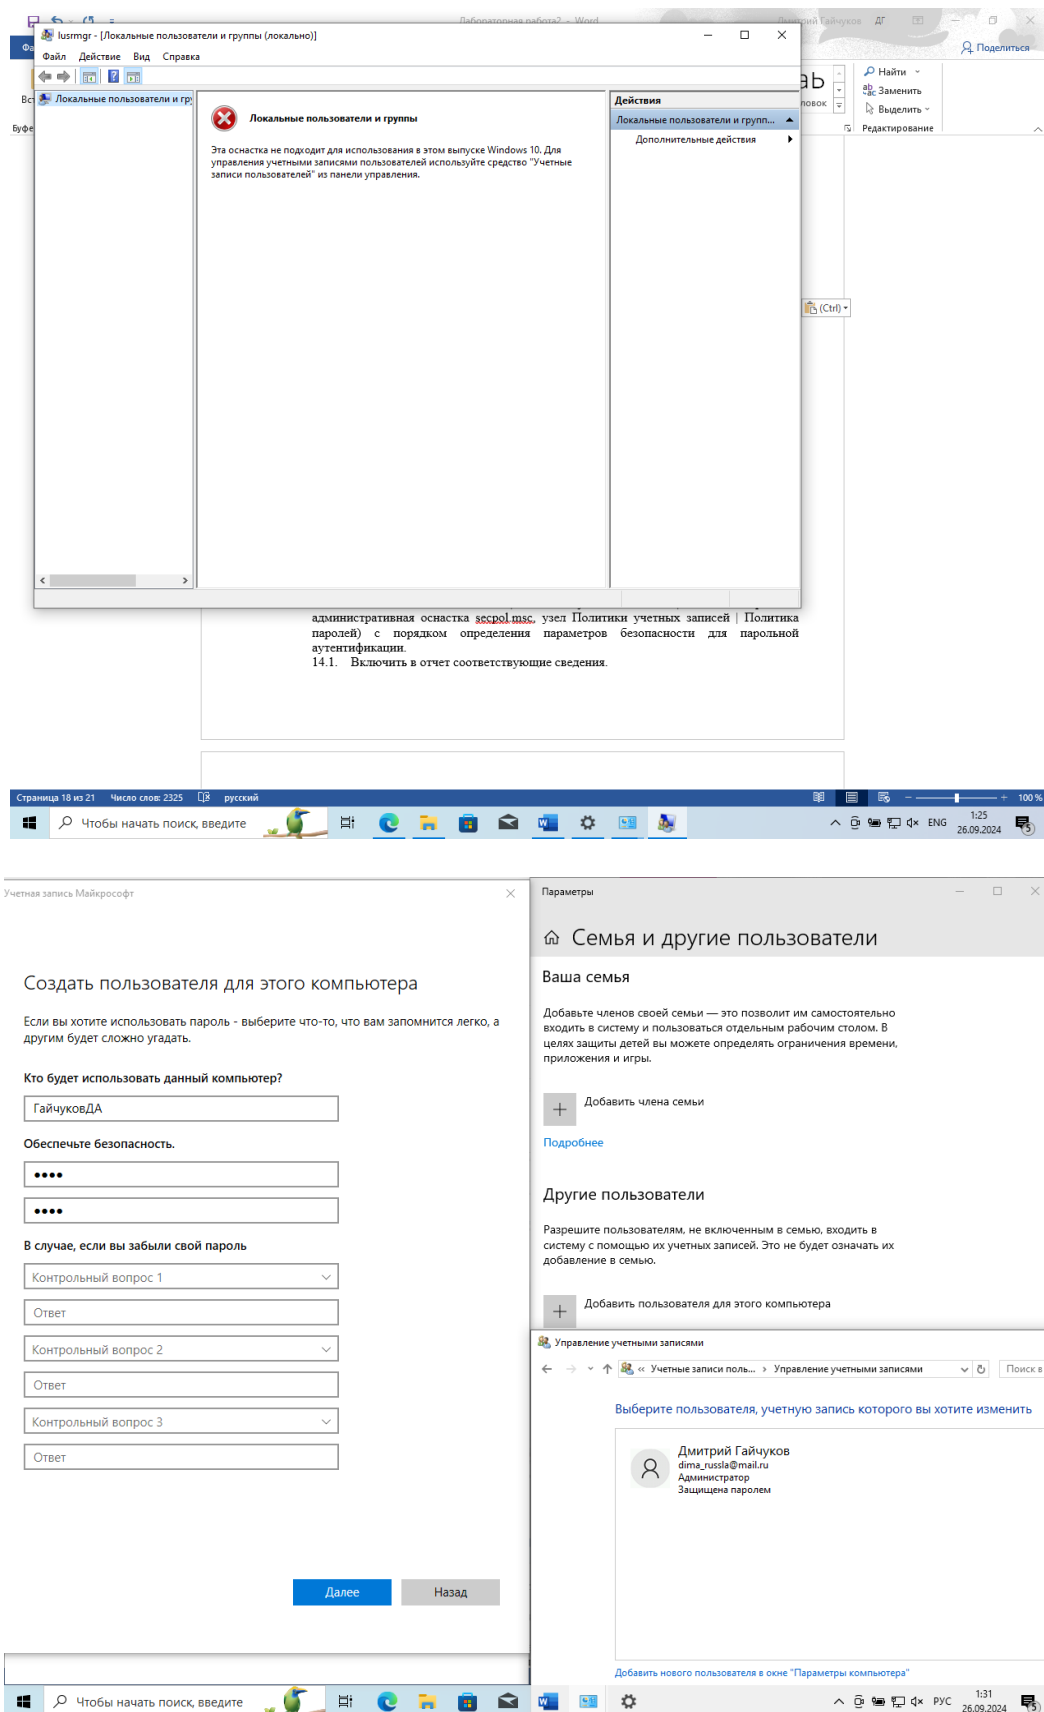 Лабораторная работа2 - Word
Дмитрий Гайчуков ДГ
lusrmgr - [Локальные пользователи и группы (локально)]
Файл Действие Вид Справка
Поделиться
Найти
Заменить
Выделить
Редактирование
Локальные пользователи и гру
Локальные пользователи и группы
Эта оснастка не подходит для использования в этом выпуске Windows 10. Для
управления учетными записями пользователей используйте средство "Учетные
записи пользователей" из панели управления.
Действия
Локальные пользователи и групп...
Дополнительные действия
(Ctrl)
административная оснастка secpol.msc, узел Политики учетных записей | Политика
паролей) с порядком определения параметров безопасности для парольной
аутентификации.
14.1. Включить в отчет соответствующие сведения.
Страница 18 из 21 Число слов: 2325 русский
100 %
Чтобы начать поиск, введите
ENG
1:25
26.09.2024
5
Учетная запись Майкрософт
Создать пользователя для этого компьютера
Если вы хотите использовать пароль - выберите что-то, что вам запомнится легко, а
другим будет сложно угадать.
Кто будет использовать данный компьютер?
ГайчуковДА
Обеспечьте безопасность.
В случае, если вы забыли свой пароль
Контрольный вопрос 1
Ответ
Контрольный вопрос 2
Ответ
Контрольный вопрос 3
Ответ
Далее
Назад
Параметры
Семья и другие пользователи
Ваша семья
Добавьте членов своей семьи — это позволит им самостоятельно
входить в систему и пользоваться отдельным рабочим столом. В
целях защиты детей вы можете определять ограничения времени,
приложения и игры.
Добавить члена семьи
Подробнее
Другие пользователи
Разрешите пользователям, не включенным в семью, входить в
систему с помощью их учетных записей. Это не будет означать их
добавление в семью.
Добавить пользователя для этого компьютера
Управление учетными записями
« Учетные записи поль... › Управление учетными записями
Поиск в
Выберите пользователя, учетную запись которого вы хотите изменить
Дмитрий Гайчуков
dima_russla@mail.ru
Администратор
Защищена паролем
Добавить нового пользователя в окне "Параметры компьютера"
Чтобы начать поиск, введите
РУС
1:31
26.09.2024
5